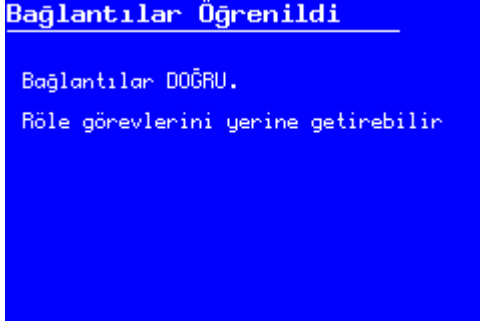 Bağlantılar Öğrenildi
Bağlantılar DOĞRU.
Röle görevlerini yerine getirebilir